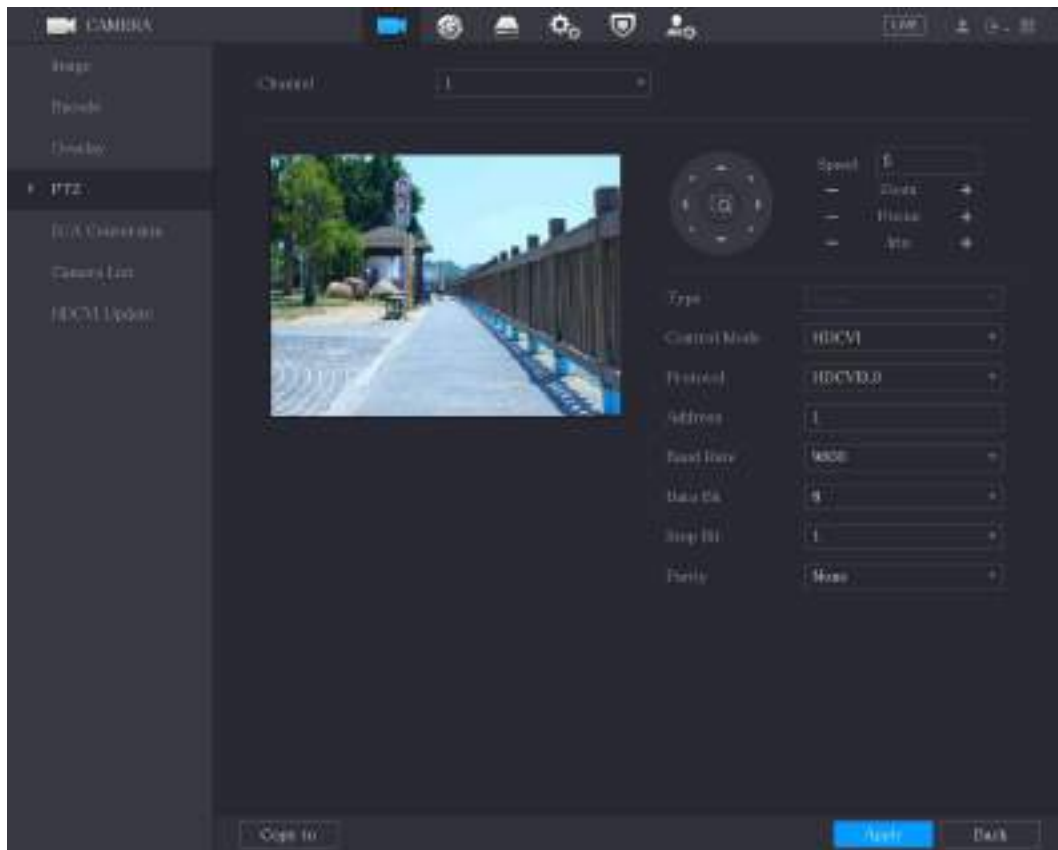 CAMERA
LIVE
Image
Encode
Overlay
PTZ
Camera List
HDCVI Update
Channel 1
Speed 5
Zoom
Focus
Iris
Type
Control Mode HDCVI
Protocol
Address 1
Baud Rate 9600
Data Bit 8
Stop Bit 1
Parity None
Copy to
Apply
Back